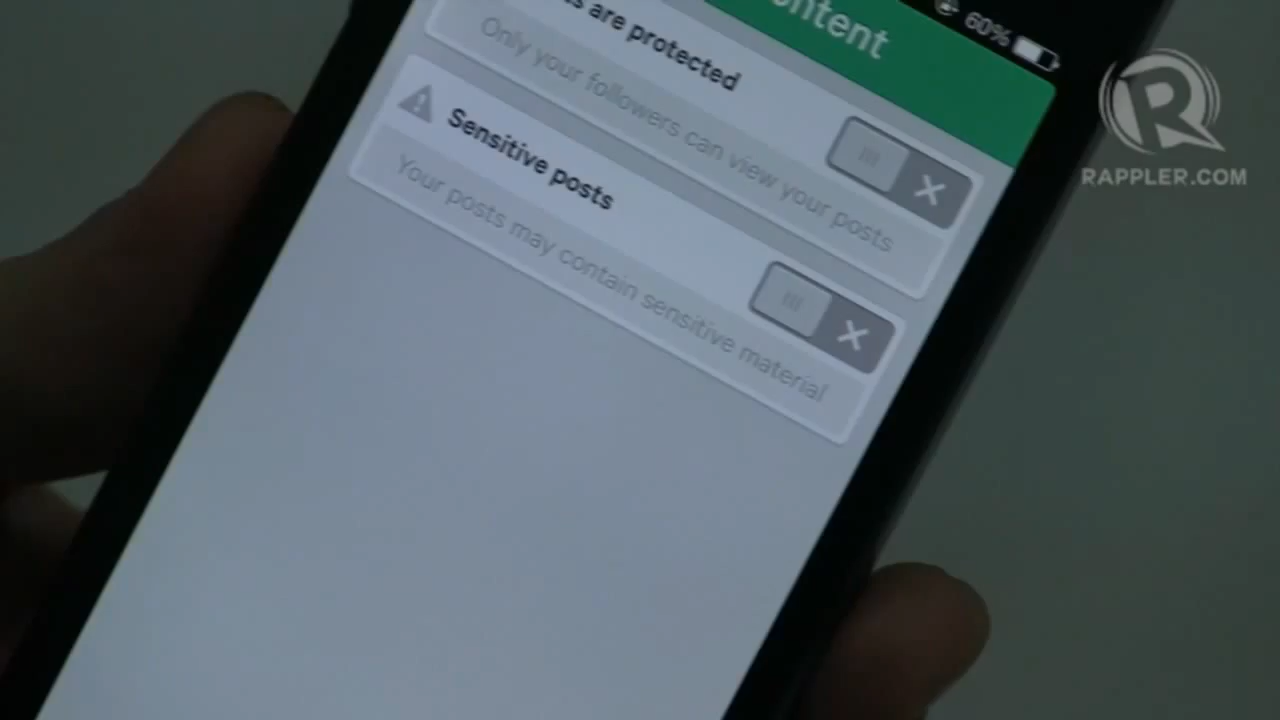 60%
ontent
ts are protected
Only your followers can view your posts
Sensitive posts
Your posts may contain sensitive material
R
RAPPLER.COM